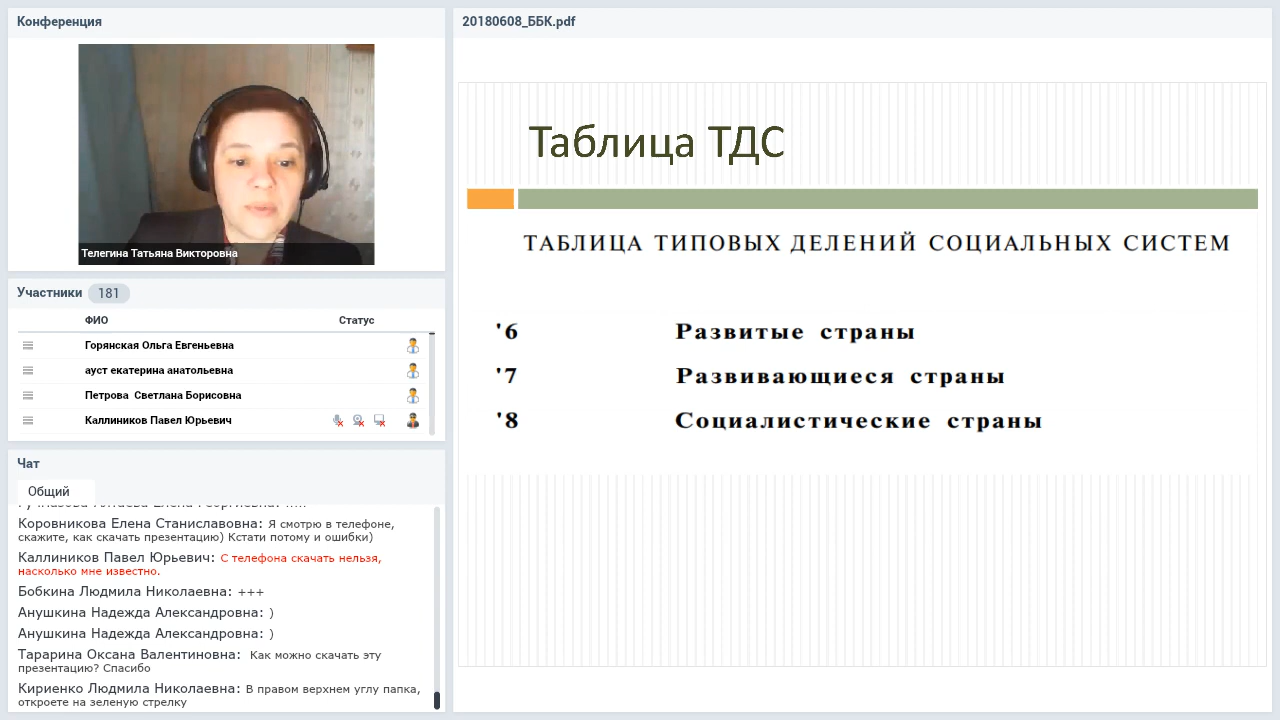 Конференция
Телегина Татьяна Викторовна
Участники 181
ФИО Статус
Горянская Ольга Евгеньевна
ауст екатерина анатольевна
Петрова Светлана Борисовна
Каллиников Павел Юрьевич
Чат
Общий
Коровникова Елена Станиславовна: Я смотрю в телефоне,
скажите, как скачать презентацию) Кстати потому и ошибки)
Каллиников Павел Юрьевич: С телефона скачать нельзя,
насколько мне известно.
Бобкина Людмила Николаевна: +++
Анушкина Надежда Александровна: )
Анушкина Надежда Александровна: )
Тарарина Оксана Валентиновна: Как можно скачать эту
презентацию? Спасибо
Кириенко Людмила Николаевна: В правом верхнем углу папка,
откроете на зеленую стрелку
20180608_ББК.pdf
Таблица ТДС
ТАБЛИЦА ТИПОВЫХ ДЕЛЕНИЙ СОЦИАЛЬНЫХ СИСТЕМ
'6 Развитые страны
'7 Развивающиеся страны
'8 Социалистические страны